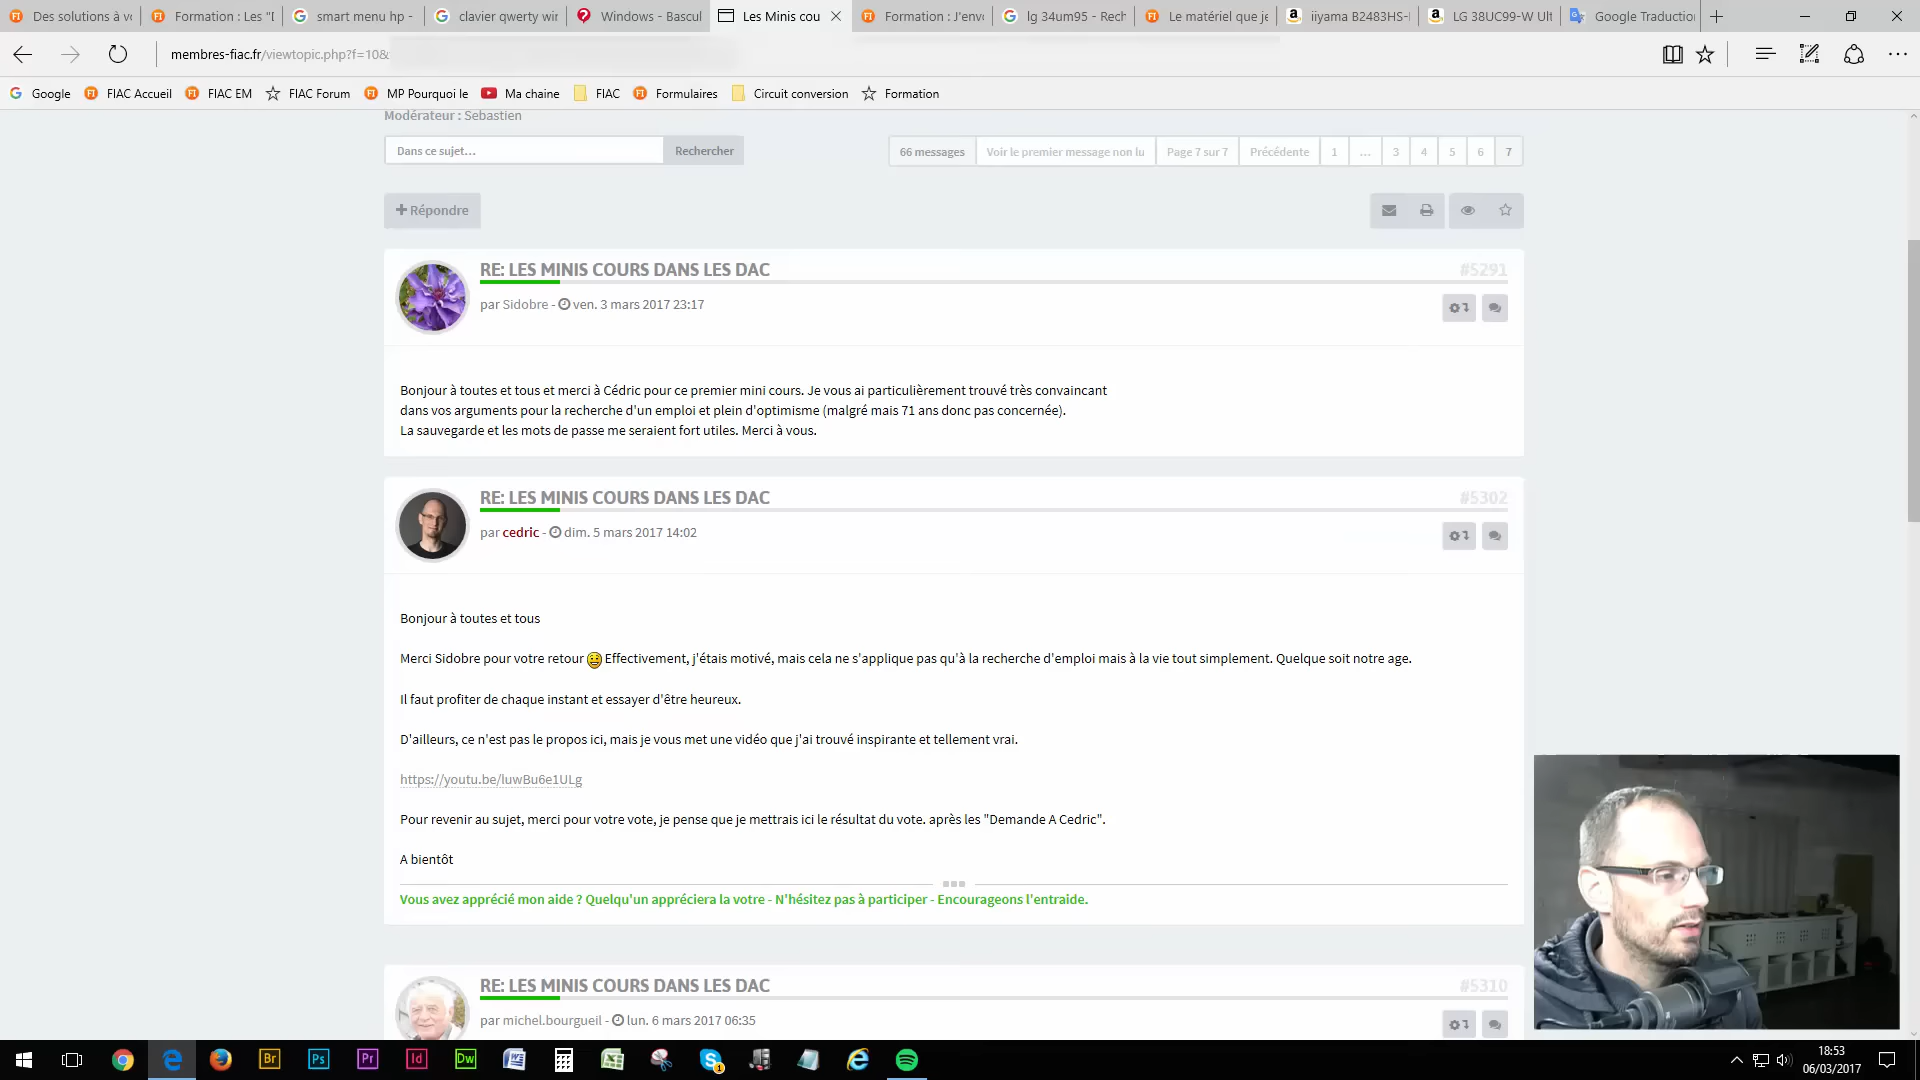 Des solutions à vo
Formation : Les "D
smart menu hp -
clavier qwerty win
Windows - Bascul
Les Minis cou
Formation : J'envo
lg 34um95 - Rech
Le matériel que je
iiyama B2483HS-
LG 38UC99-W Ult
Google Traduction
membres-fiac.fr/viewtopic.php?f=10&
Google
FIAC Accueil
FIAC EM
FIAC Forum
MP Pourquoi le
Ma chaine
FIAC
Formulaires
Circuit conversion
Formation
Modérateur : Sebastien
Dans ce sujet...
Rechercher
66 messages
Voir le premier message non lu
Page 7 sur 7
Précédente
1
...
3
4
5
6
7
Répondre
RE: LES MINIS COURS DANS LES DAC
#5291
par Sidobre - ven. 3 mars 2017 23:17
Bonjour à toutes et tous et merci à Cédric pour ce premier mini cours. Je vous ai particulièrement trouvé très convaincant
dans vos arguments pour la recherche d'un emploi et plein d'optimisme (malgré mais 71 ans donc pas concernée).
La sauvegarde et les mots de passe me seraient fort utiles. Merci à vous.
RE: LES MINIS COURS DANS LES DAC
#5302
par cedric - dim. 5 mars 2017 14:02
Bonjour à toutes et tous
Merci Sidobre pour votre retour Effectivement, j'étais motivé, mais cela ne s'applique pas qu'à la recherche d'emploi mais à la vie tout simplement. Quelque soit notre age.
Il faut profiter de chaque instant et essayer d'être heureux.
D'ailleurs, ce n'est pas le propos ici, mais je vous met une vidéo que j'ai trouvé inspirante et tellement vrai.
https://youtu.be/luwBu6e1ULg
Pour revenir au sujet, merci pour votre vote, je pense que je mettrais ici le résultat du vote. après les "Demande A Cedric".
A bientôt
Vous avez apprécié mon aide ? Quelqu'un appréciera la votre - N'hésitez pas à participer - Encourageons l'entraide.
RE: LES MINIS COURS DANS LES DAC
#5310
par michel.bourgueil - lun. 6 mars 2017 06:35
Br
Ps
Pr
Id
Dw
1
18:53
06/03/2017